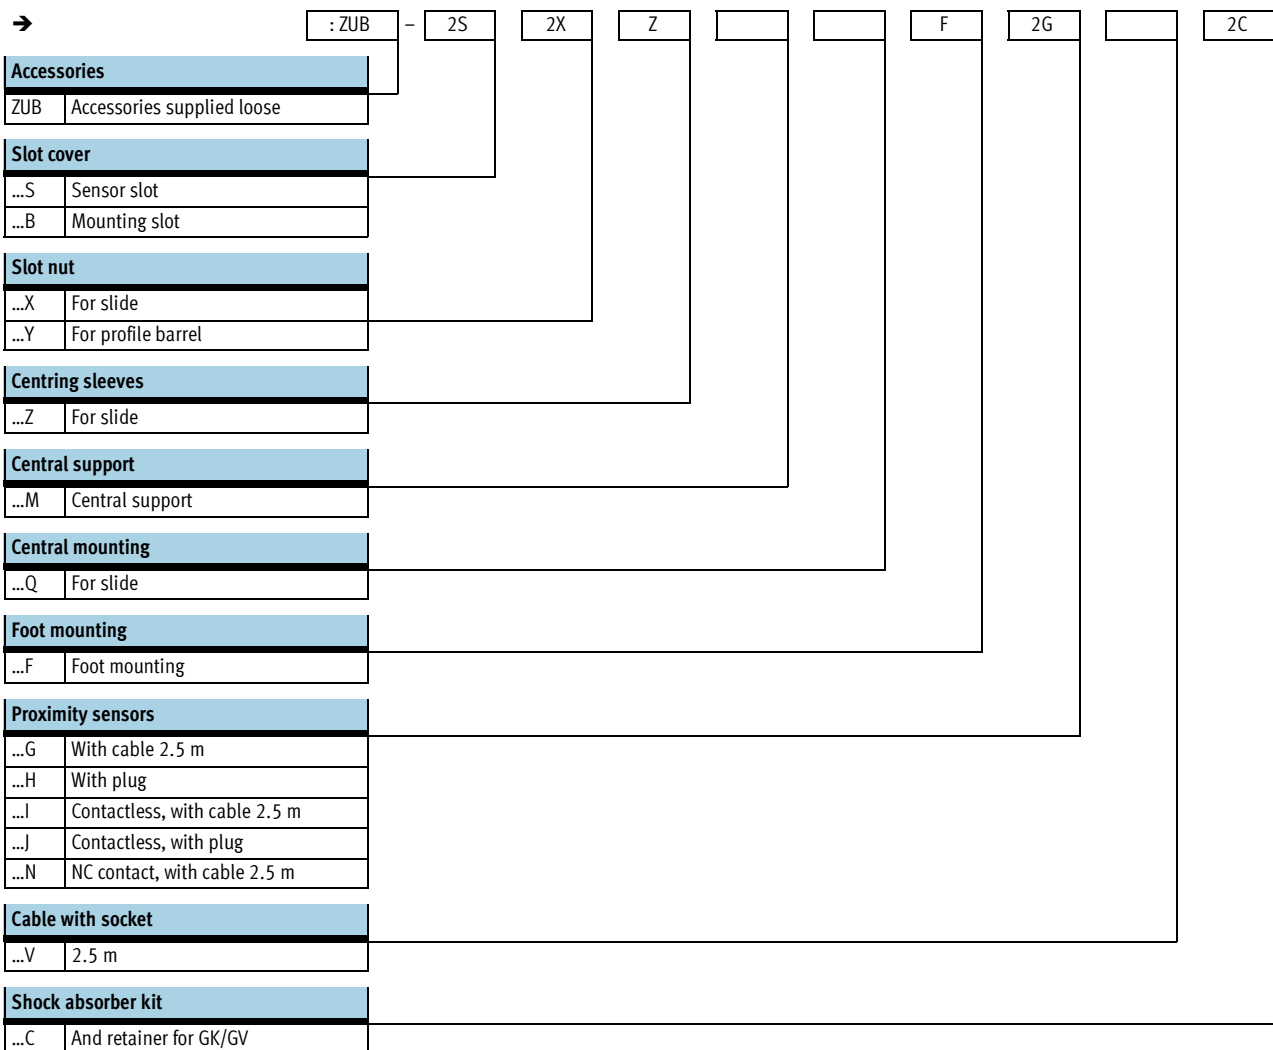 ➔ : ZUB – 2S 2X Z F 2G 2C
Accessories
ZUB Accessories supplied loose
Slot cover
...S Sensor slot
...B Mounting slot
Slot nut
...X For slide
...Y For profile barrel
Centring sleeves
...Z For slide
Central support
...M Central support
Central mounting
...Q For slide
Foot mounting
...F Foot mounting
Proximity sensors
...G With cable 2.5 m
...H With plug
...I Contactless, with cable 2.5 m
...J Contactless, with plug
...N NC contact, with cable 2.5 m
Cable with socket
...V 2.5 m
Shock absorber kit
...C And retainer for GK/GV